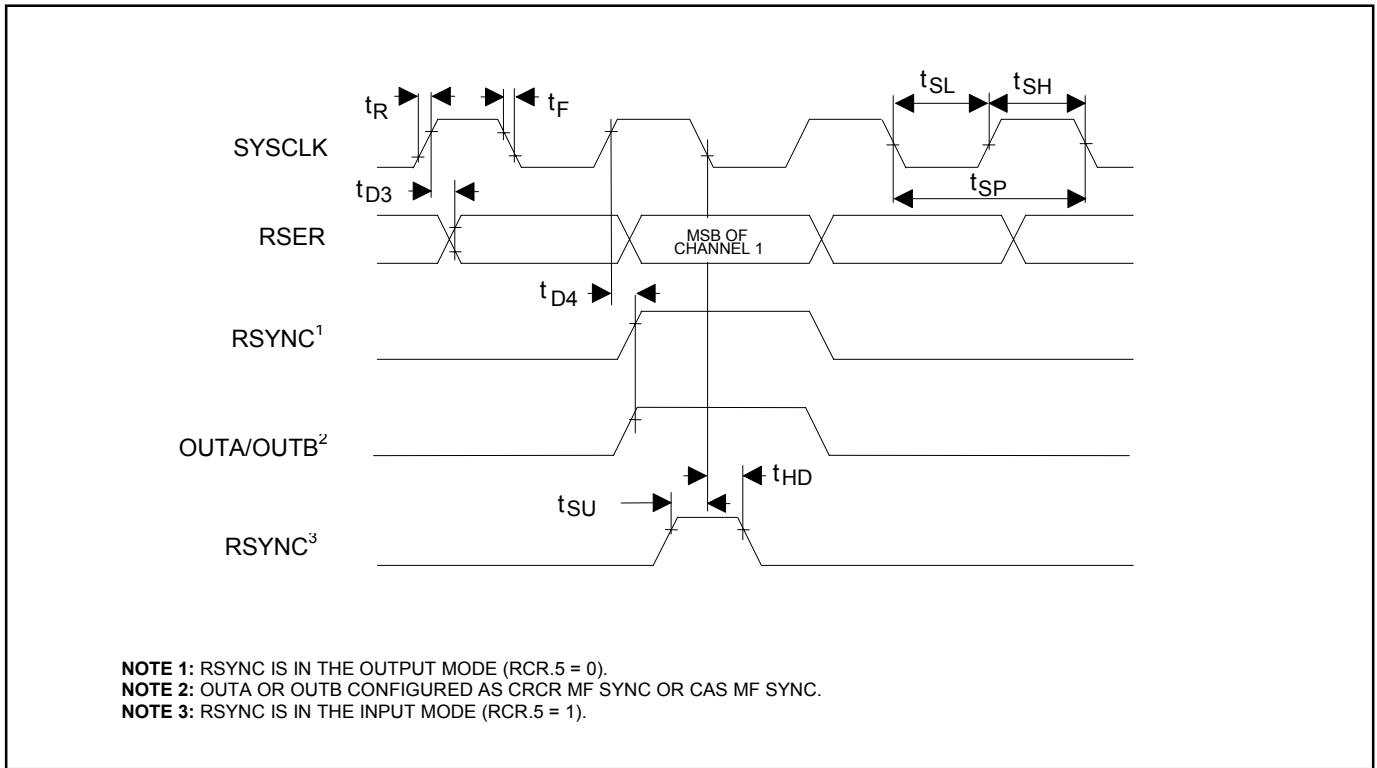 tSL tSH
tR tF
SYSCLK
tSP
tD3
RSER
MSB OF
CHANNEL 1
tD4
RSYNC1
OUTA/OUTB2
tHD
tSU
RSYNC3
NOTE 1: RSYNC IS IN THE OUTPUT MODE (RCR.5 = 0).
NOTE 2: OUTA OR OUTB CONFIGURED AS CRCR MF SYNC OR CAS MF SYNC.
NOTE 3: RSYNC IS IN THE INPUT MODE (RCR.5 = 1).